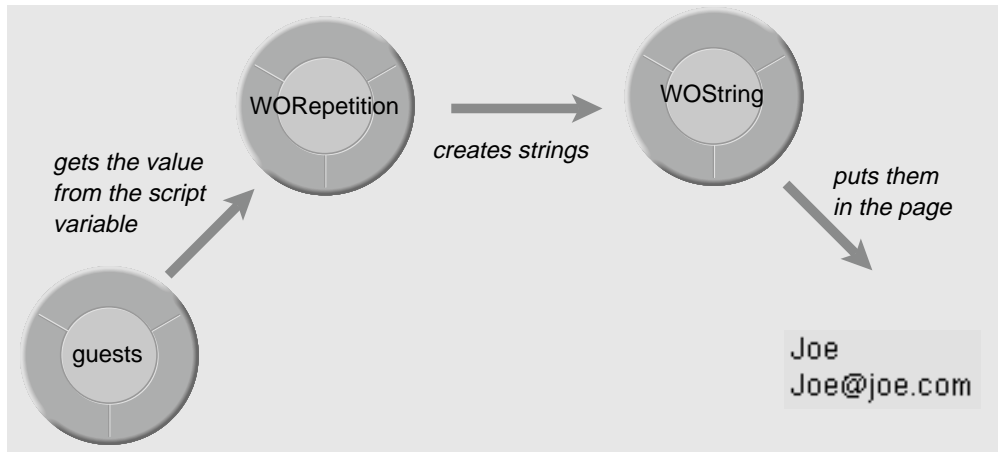 WORepetition
WOString
creates strings
gets the value
from the script
variable
puts them
in the page
guests
Joe
Joe@joe.com